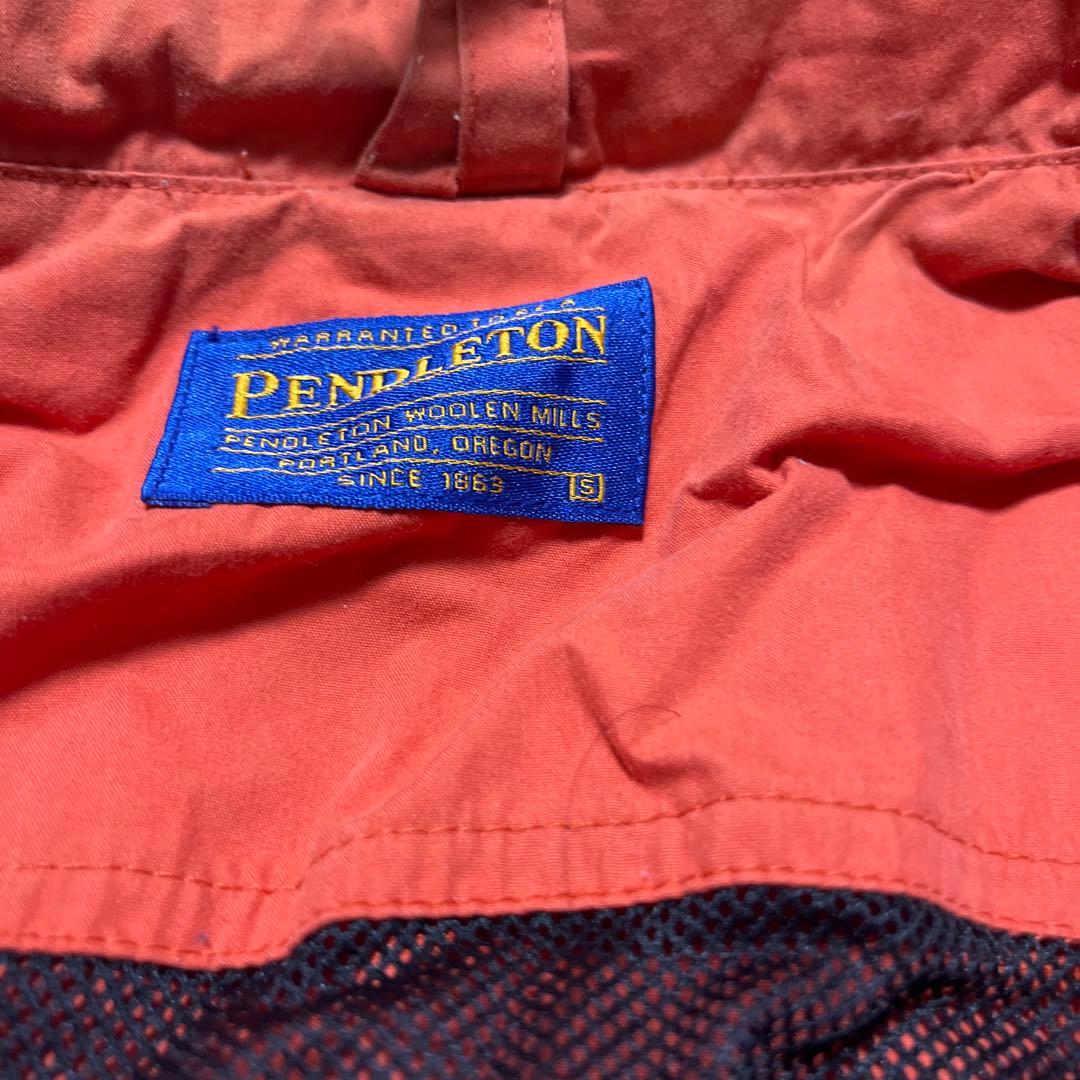 WARRANTED TO BE A
PENDLETON
PENDLETON WOOLEN MILLS
PORTLAND, OREGON
SINCE 1863 S